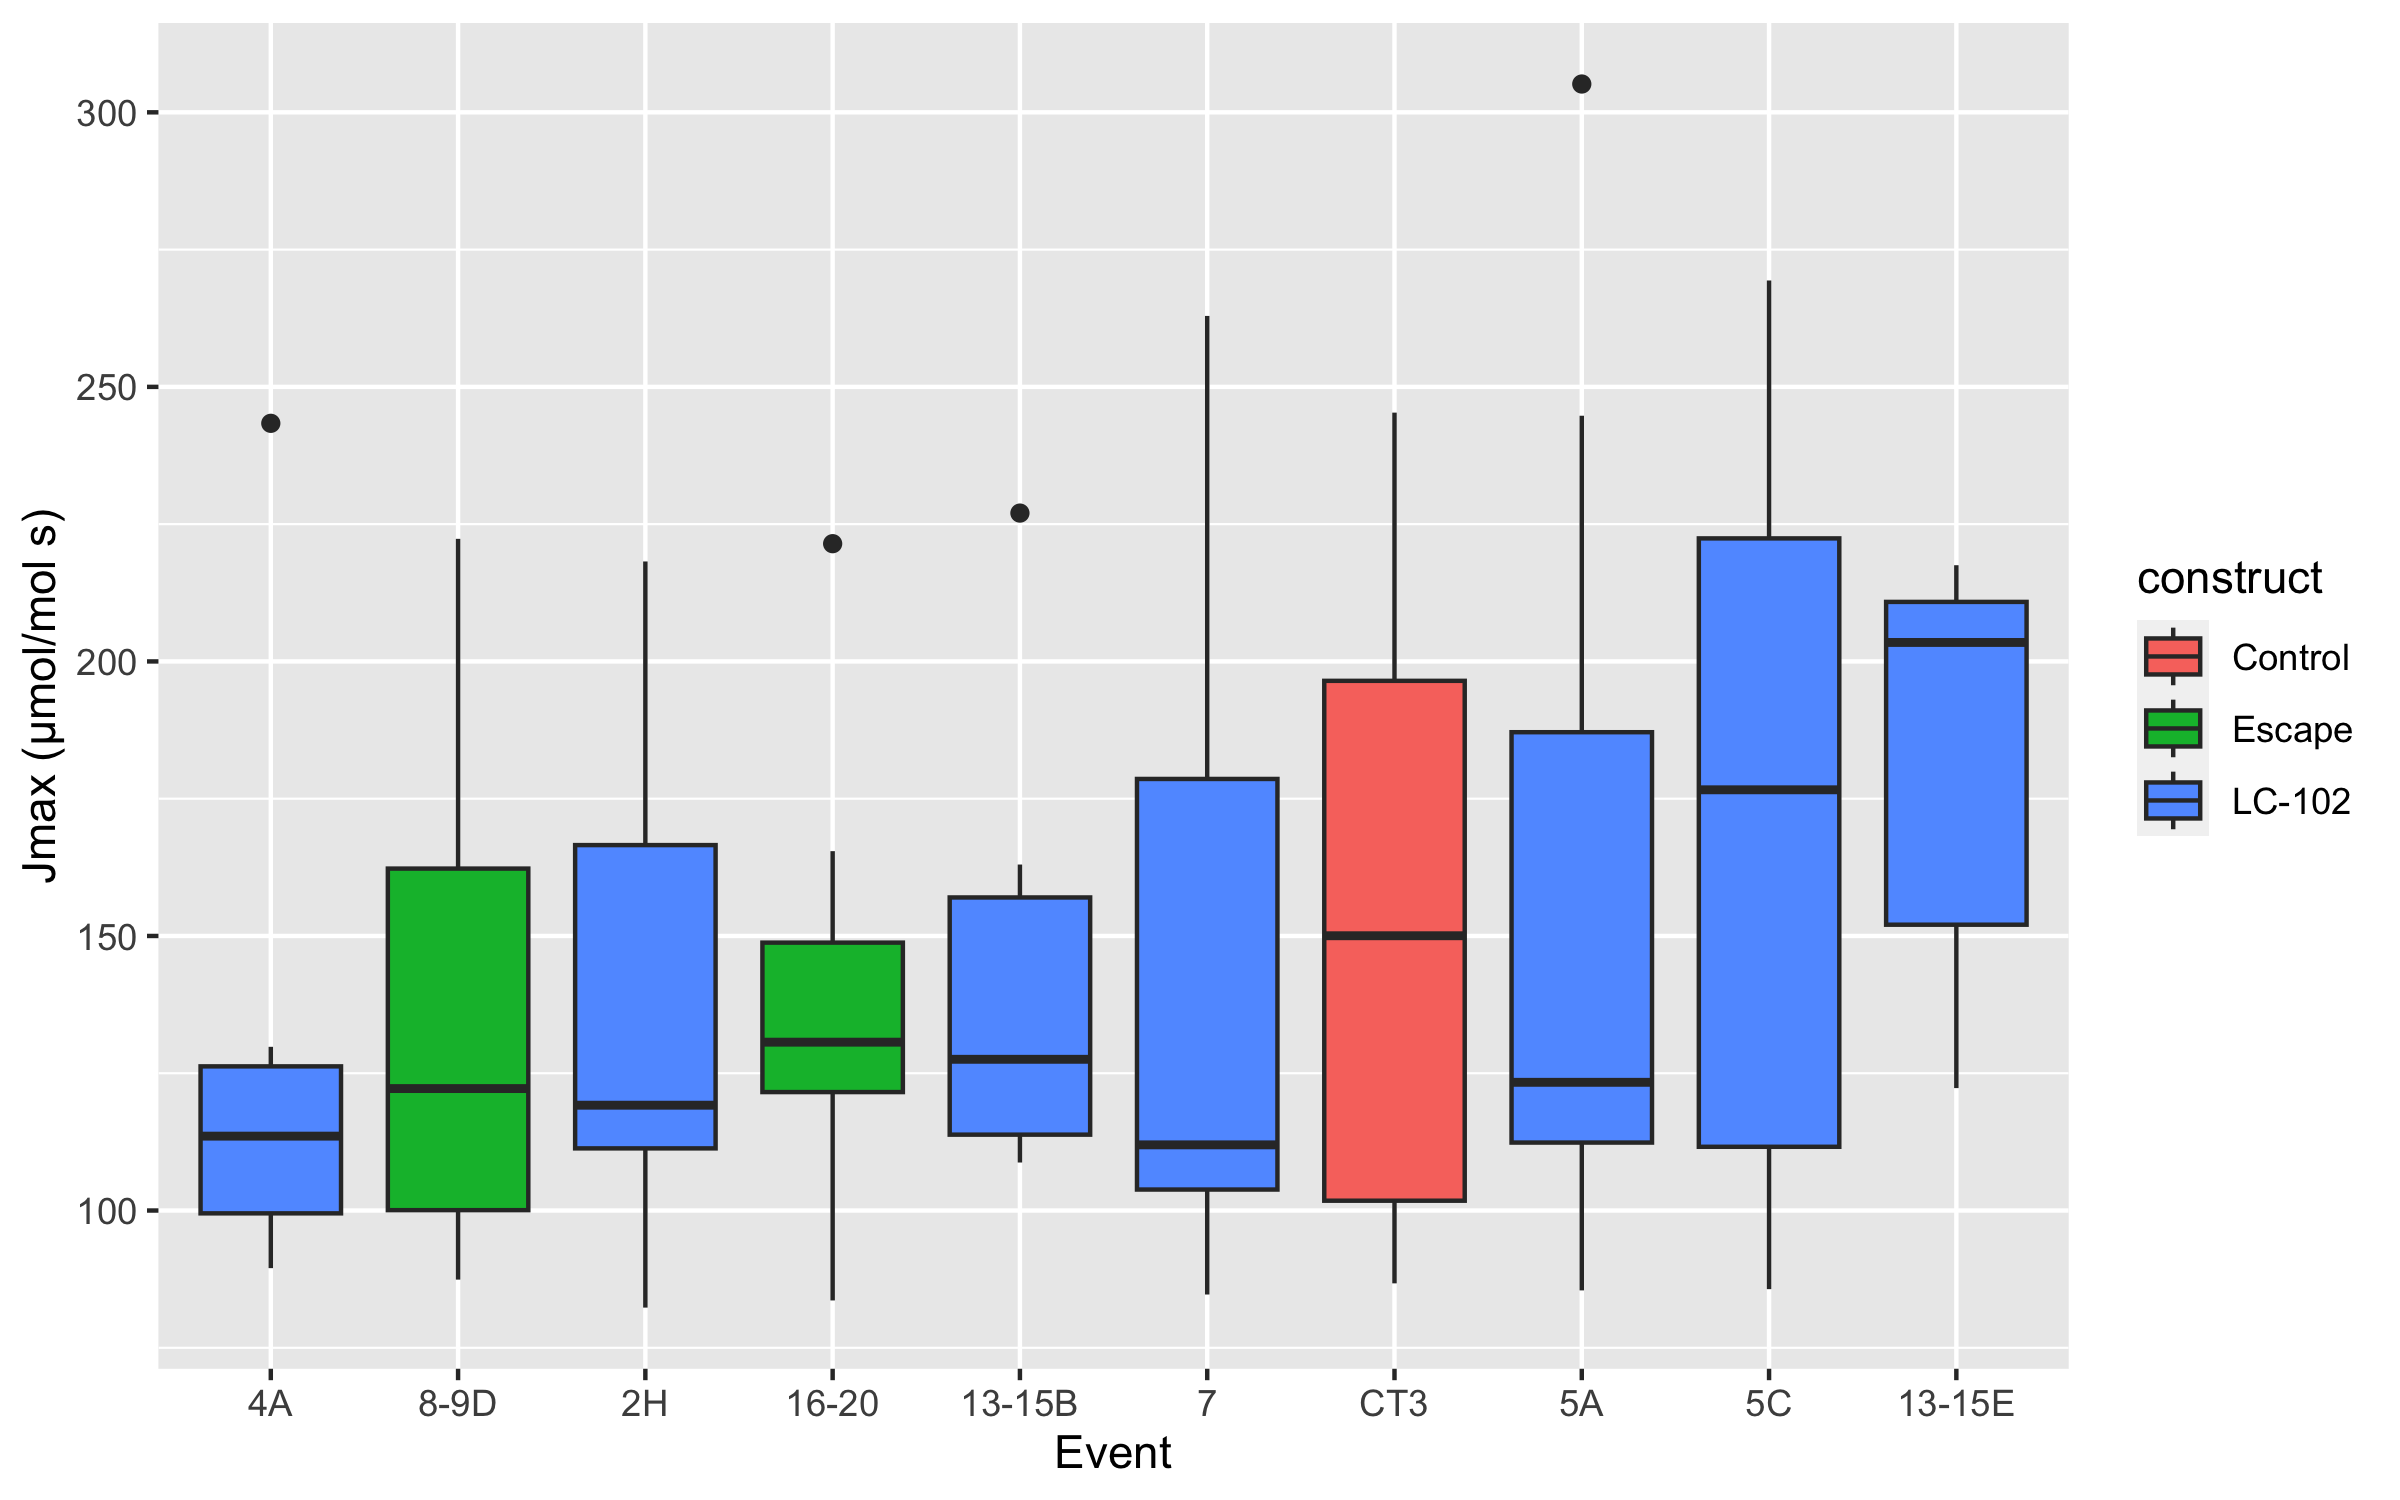 Jmax (µmol/mol s)
300
250
200
150
100
4A 8-9D 2H 16-20 13-15B 7 CT3 5A 5C 13-15E
Event
construct
Control
Escape
LC-102